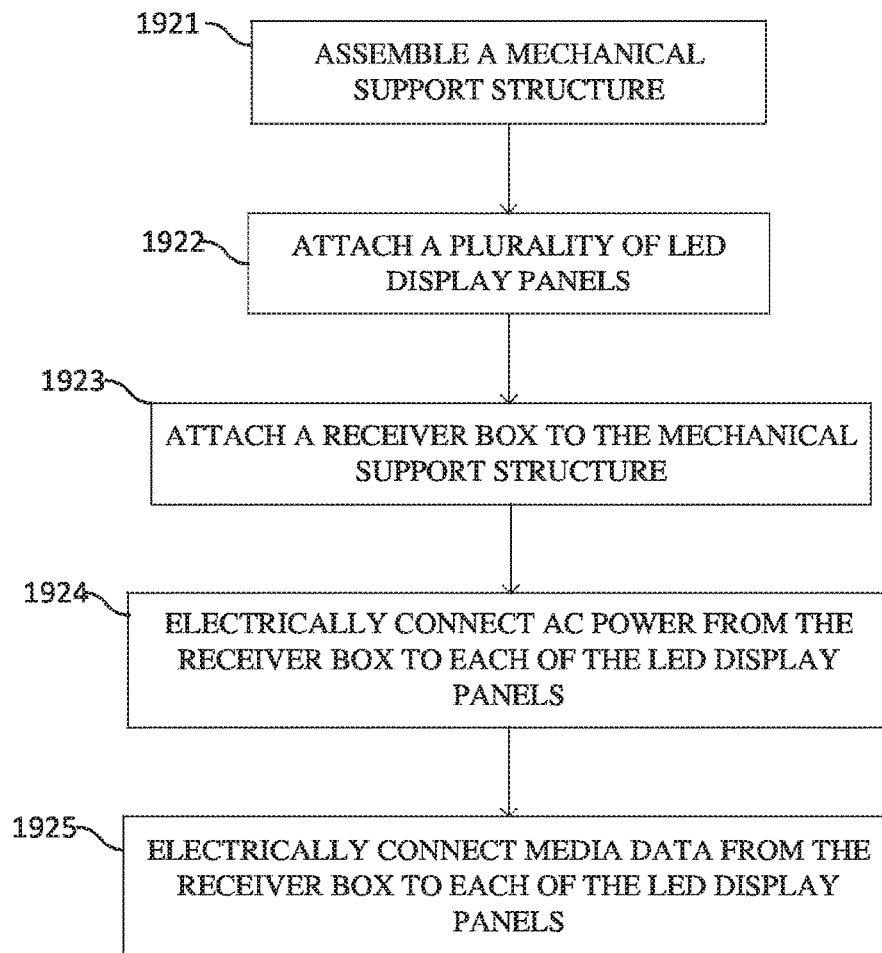 1921
ASSEMBLE A MECHANICAL
SUPPORT STRUCTURE
1922
ATTACH A PLURALITY OF LED
DISPLAY PANELS
1923
ATTACH A RECEIVER BOX TO THE MECHANICAL
SUPPORT STRUCTURE
1924
ELECTRICALLY CONNECT AC POWER FROM THE
RECEIVER BOX TO EACH OF THE LED DISPLAY
PANELS
1925
ELECTRICALLY CONNECT MEDIA DATA FROM THE
RECEIVER BOX TO EACH OF THE LED DISPLAY
PANELS